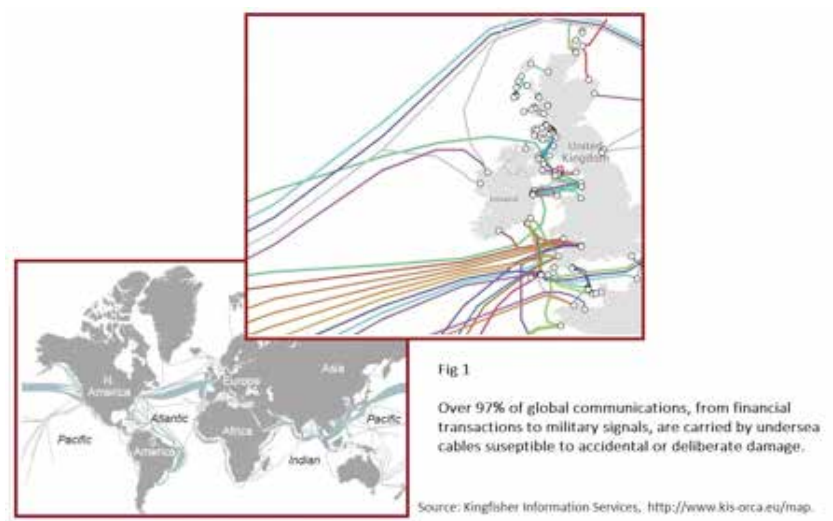 United
Kingdom
Ireland
Fig 1
Over 97% of global communications, from financial
transactions to military signals, are carried by undersea
cables suseptible to accidental or deliberate damage.
Source: Kingfisher Information Services, http://www.kis-orca.eu/map.
N.
America
Europe
Asia
Atlantic
Pacific
Africa
Pacific
S.
America
Indian